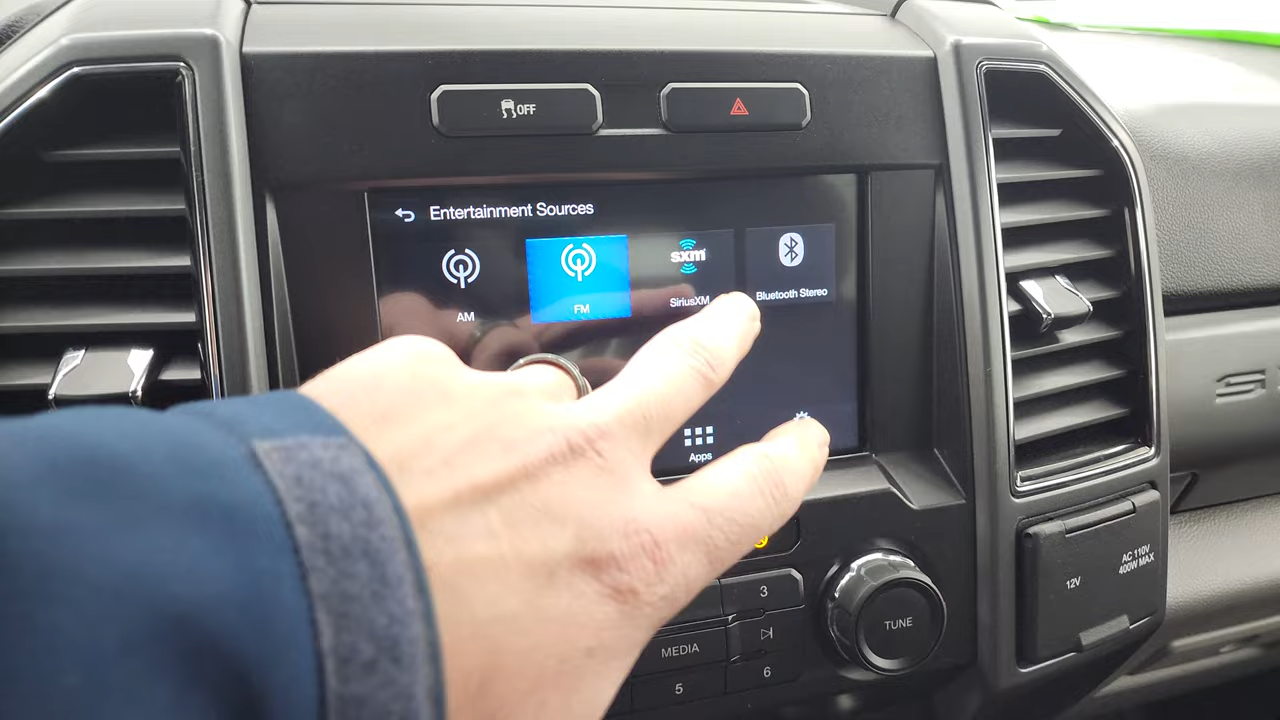 OFF
Entertainment Sources
AM
FM
sxm
SiriusXM
Bluetooth Stereo
Apps
3
MEDIA
5
6
TUNE
12V
AC 110V
400W MAX